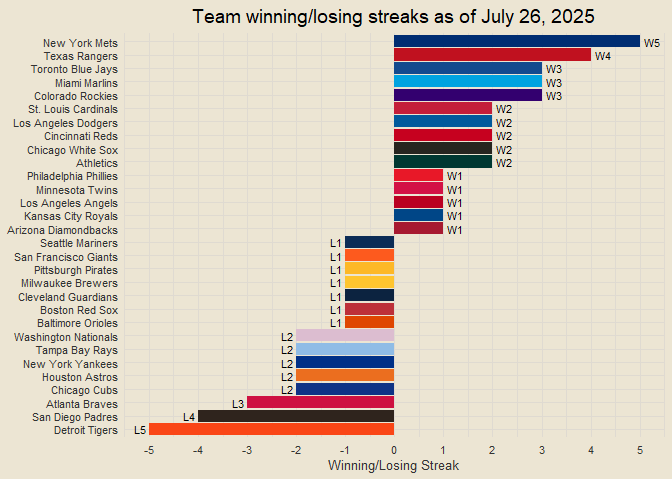 Team winning/losing streaks as of July 26, 2025
New York Mets W5
Texas Rangers W4
Toronto Blue Jays W3
Miami Marlins W3
Colorado Rockies W3
St. Louis Cardinals W2
Los Angeles Dodgers W2
Cincinnati Reds W2
Chicago White Sox W2
Athletics W2
Philadelphia Phillies W1
Minnesota Twins W1
Los Angeles Angels W1
Kansas City Royals W1
Arizona Diamondbacks W1
Seattle Mariners L1
San Francisco Giants L1
Pittsburgh Pirates L1
Milwaukee Brewers L1
Cleveland Guardians L1
Boston Red Sox L1
Baltimore Orioles L1
Washington Nationals L2
Tampa Bay Rays L2
New York Yankees L2
Houston Astros L2
Chicago Cubs L2
Atlanta Braves L3
San Diego Padres L4
Detroit Tigers L5
-5 -4 -3 -2 -1 0 1 2 3 4 5
Winning/Losing Streak